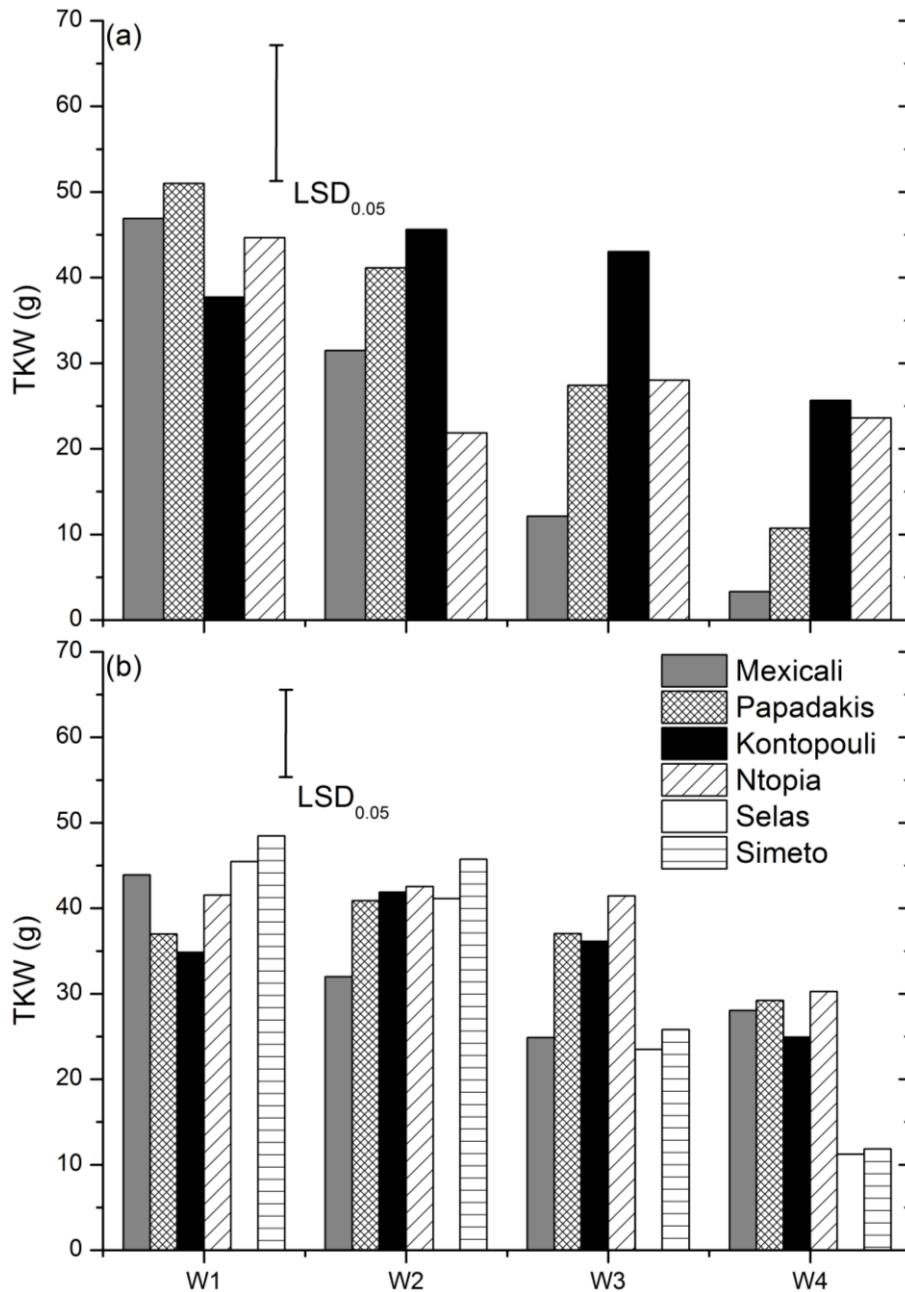 (a)
70
60
50
40
30
20
10
0
TKW (g)
LSD0.05
(b)
70
60
50
40
30
20
10
0
TKW (g)
LSD0.05
Mexicali
Papadakis
Kontopouli
Ntopia
Selas
Simeto
W1 W2 W3 W4